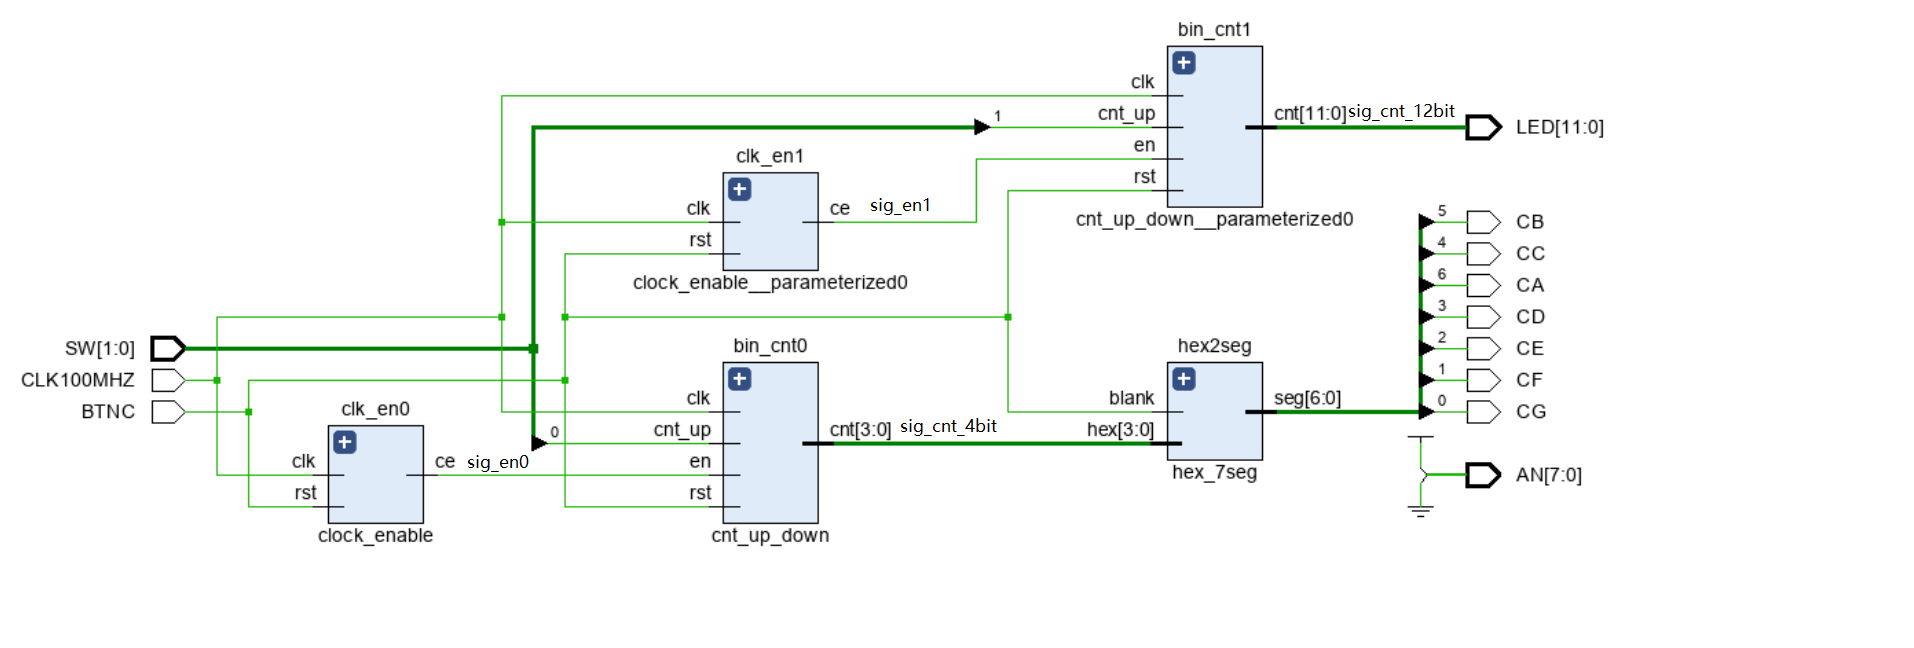 bin_cnt1
clk
cnt_up
en
rst
cnt[11:0]
sig_cnt_12bit
LED[11:0]
cnt_up_down__parameterized0
1
clk_en1
clk
rst
ce
sig_en1
clock_enable__parameterized0
SW[1:0]
CLK100MHZ
BTNC
clk_en0
clk
rst
ce
sig_en0
clock_enable
0
bin_cnt0
clk
cnt_up
en
rst
cnt[3:0]
sig_cnt_4bit
cnt_up_down
hex2seg
blank
hex[3:0]
seg[6:0]
hex_7seg
5
CB
4
CC
6
CA
3
CD
2
CE
1
CF
0
CG
AN[7:0]